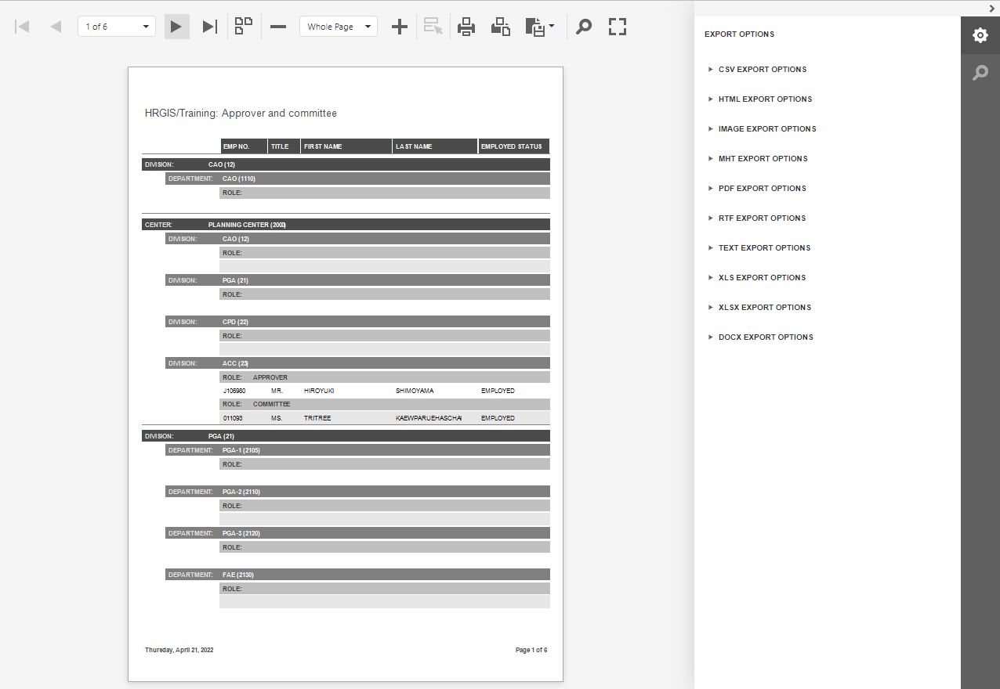 1 of 6
Whole Page
HRGIS/Training: Approver and committee
EMP NO. TITLE FIRST NAME LAST NAME EMPLOYED STATUS
DIVISION: CAO (12)
DEPARTMENT: CAO (1110)
ROLE:
CENTER: PLANNING CENTER (2000)
DIVISION: CAO (12)
ROLE:
DIVISION: PGA (21)
ROLE:
DIVISION: CPD (22)
ROLE:
DIVISION: ACC (23)
ROLE: APPROVER
J106980 MR. HIROYUKI SHIMOYAMA EMPLOYED
ROLE: COMMITTEE
011093 MS. TRITREE KAEWPARUEHASCHAI EMPLOYED
DIVISION: PGA (21)
DEPARTMENT: PGA-1 (2105)
ROLE:
DEPARTMENT: PGA-2 (2110)
ROLE:
DEPARTMENT: PGA-3 (2120)
ROLE:
DEPARTMENT: FAE (2130)
ROLE:
Thursday, April 21, 2022 Page 1 of 6
EXPORT OPTIONS
CSV EXPORT OPTIONS
HTML EXPORT OPTIONS
IMAGE EXPORT OPTIONS
MHT EXPORT OPTIONS
PDF EXPORT OPTIONS
RTF EXPORT OPTIONS
TEXT EXPORT OPTIONS
XLS EXPORT OPTIONS
XLSX EXPORT OPTIONS
DOCX EXPORT OPTIONS